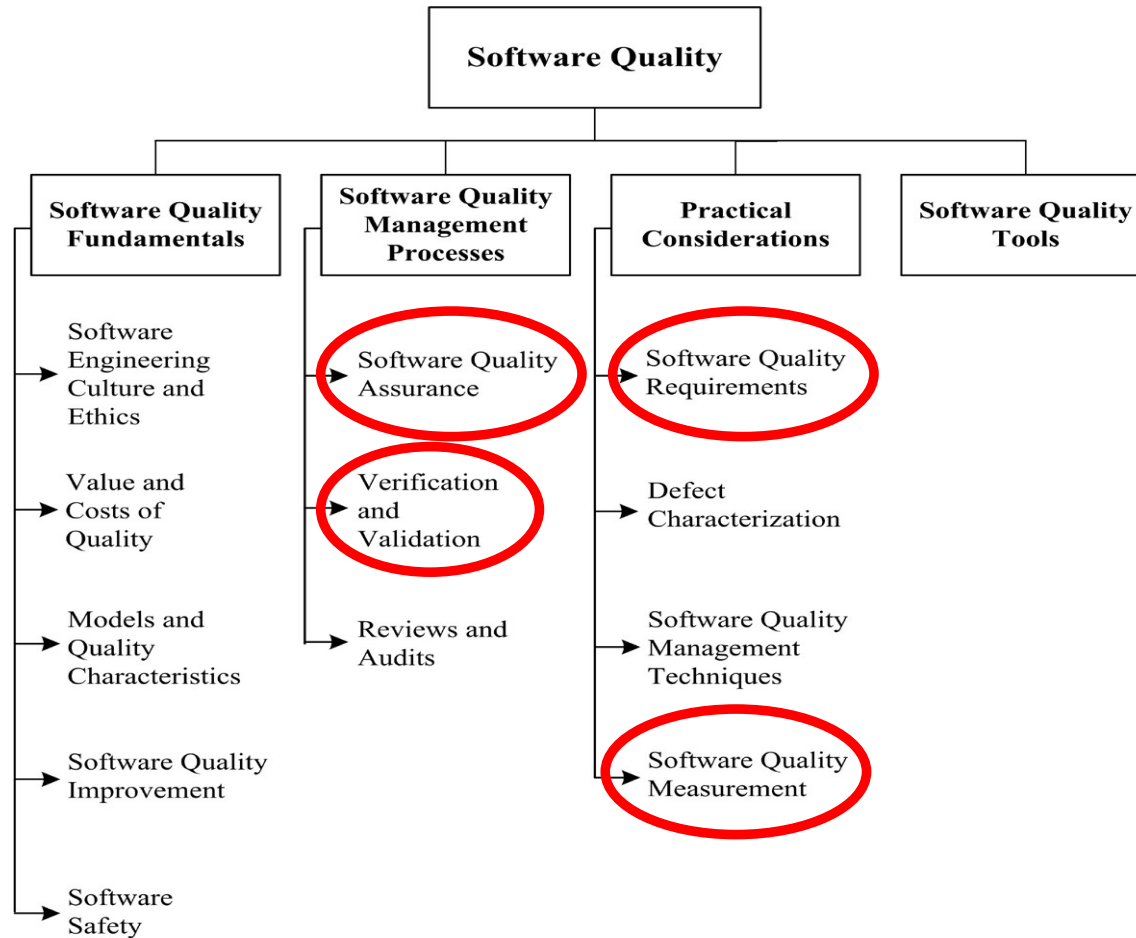 Software Quality
Software Quality
Fundamentals
Software Quality
Management
Processes
Practical
Considerations
Software Quality
Tools
Software
Engineering
Culture and
Ethics
Value and
Costs of
Quality
Models and
Quality
Characteristics
Software Quality
Improvement
Software
Safety
Software Quality
Assurance
Verification
and
Validation
Reviews and
Audits
Software Quality
Requirements
Defect
Characterization
Software Quality
Management
Techniques
Software Quality
Measurement